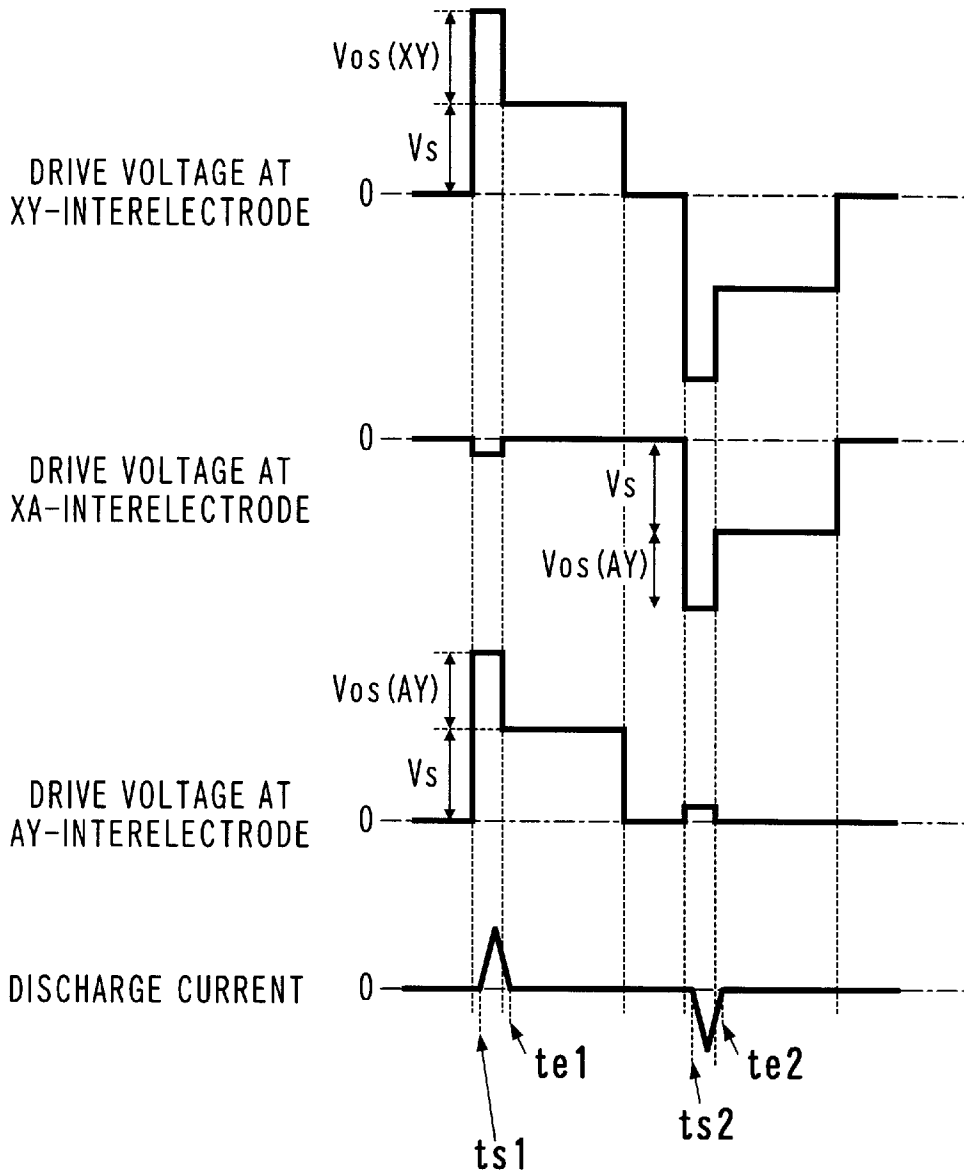 Vos(XY)
Vs
DRIVE VOLTAGE AT
XY-INTERELECTRODE
0
0
DRIVE VOLTAGE AT
XA-INTERELECTRODE
Vs
Vos(AY)
Vos(AY)
Vs
DRIVE VOLTAGE AT
AY-INTERELECTRODE
0
DISCHARGE CURRENT
0
te1
te2
ts2
ts1